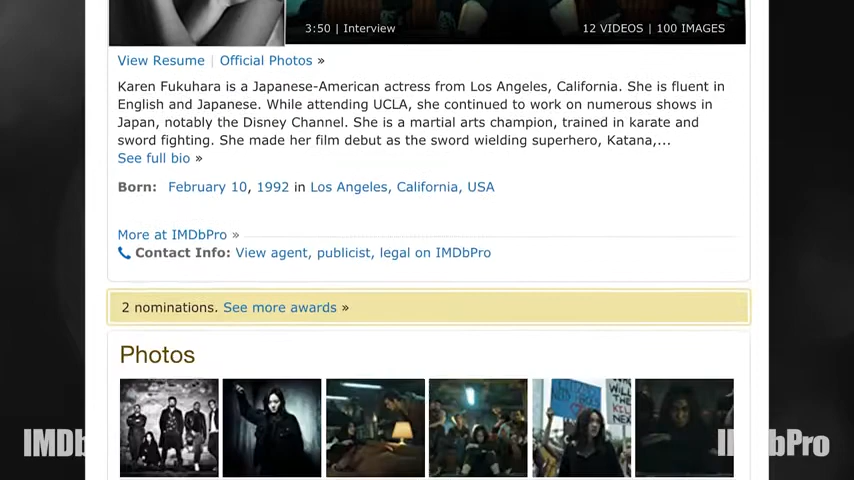 3:50 | Interview
12 VIDEOS | 100 IMAGES
View Resume | Official Photos »
Karen Fukuhara is a Japanese-American actress from Los Angeles, California. She is fluent in
English and Japanese. While attending UCLA, she continued to work on numerous shows in
Japan, notably the Disney Channel. She is a martial arts champion, trained in karate and
sword fighting. She made her film debut as the sword wielding superhero, Katana,...
See full bio »
Born: February 10, 1992 in Los Angeles, California, USA
More at IMDbPro »
Contact Info: View agent, publicist, legal on IMDbPro
2 nominations. See more awards »
Photos
WILL
THE
KILL
NEX
IMDb
bPro